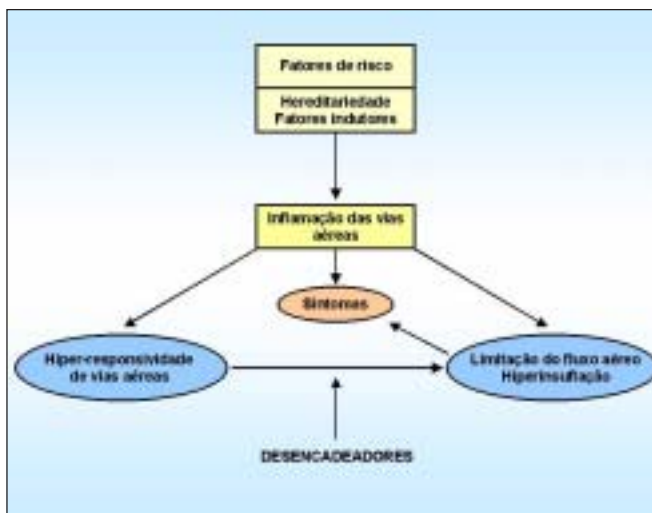 Fatores de risco
Hereditariedade
Fatores indutores
Inflamação das vias
aéreas
Sintomas
Hiper-responsividade
de vias aéreas
Limitação do fluxo aéreo
Hiperinsuflação
DESENCADEADORES